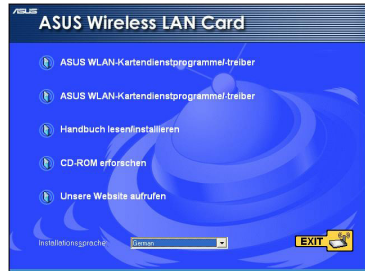 ASUS
ASUS Wireless LAN Card
ASUS WLAN-Kartendienstprogramme/-treiber
ASUS WLAN-Kartendienstprogramme/-treiber
Handbuch lesen/installieren
CD-ROM erforschen
Unsere Website aufrufen
Installationssprache German EXIT